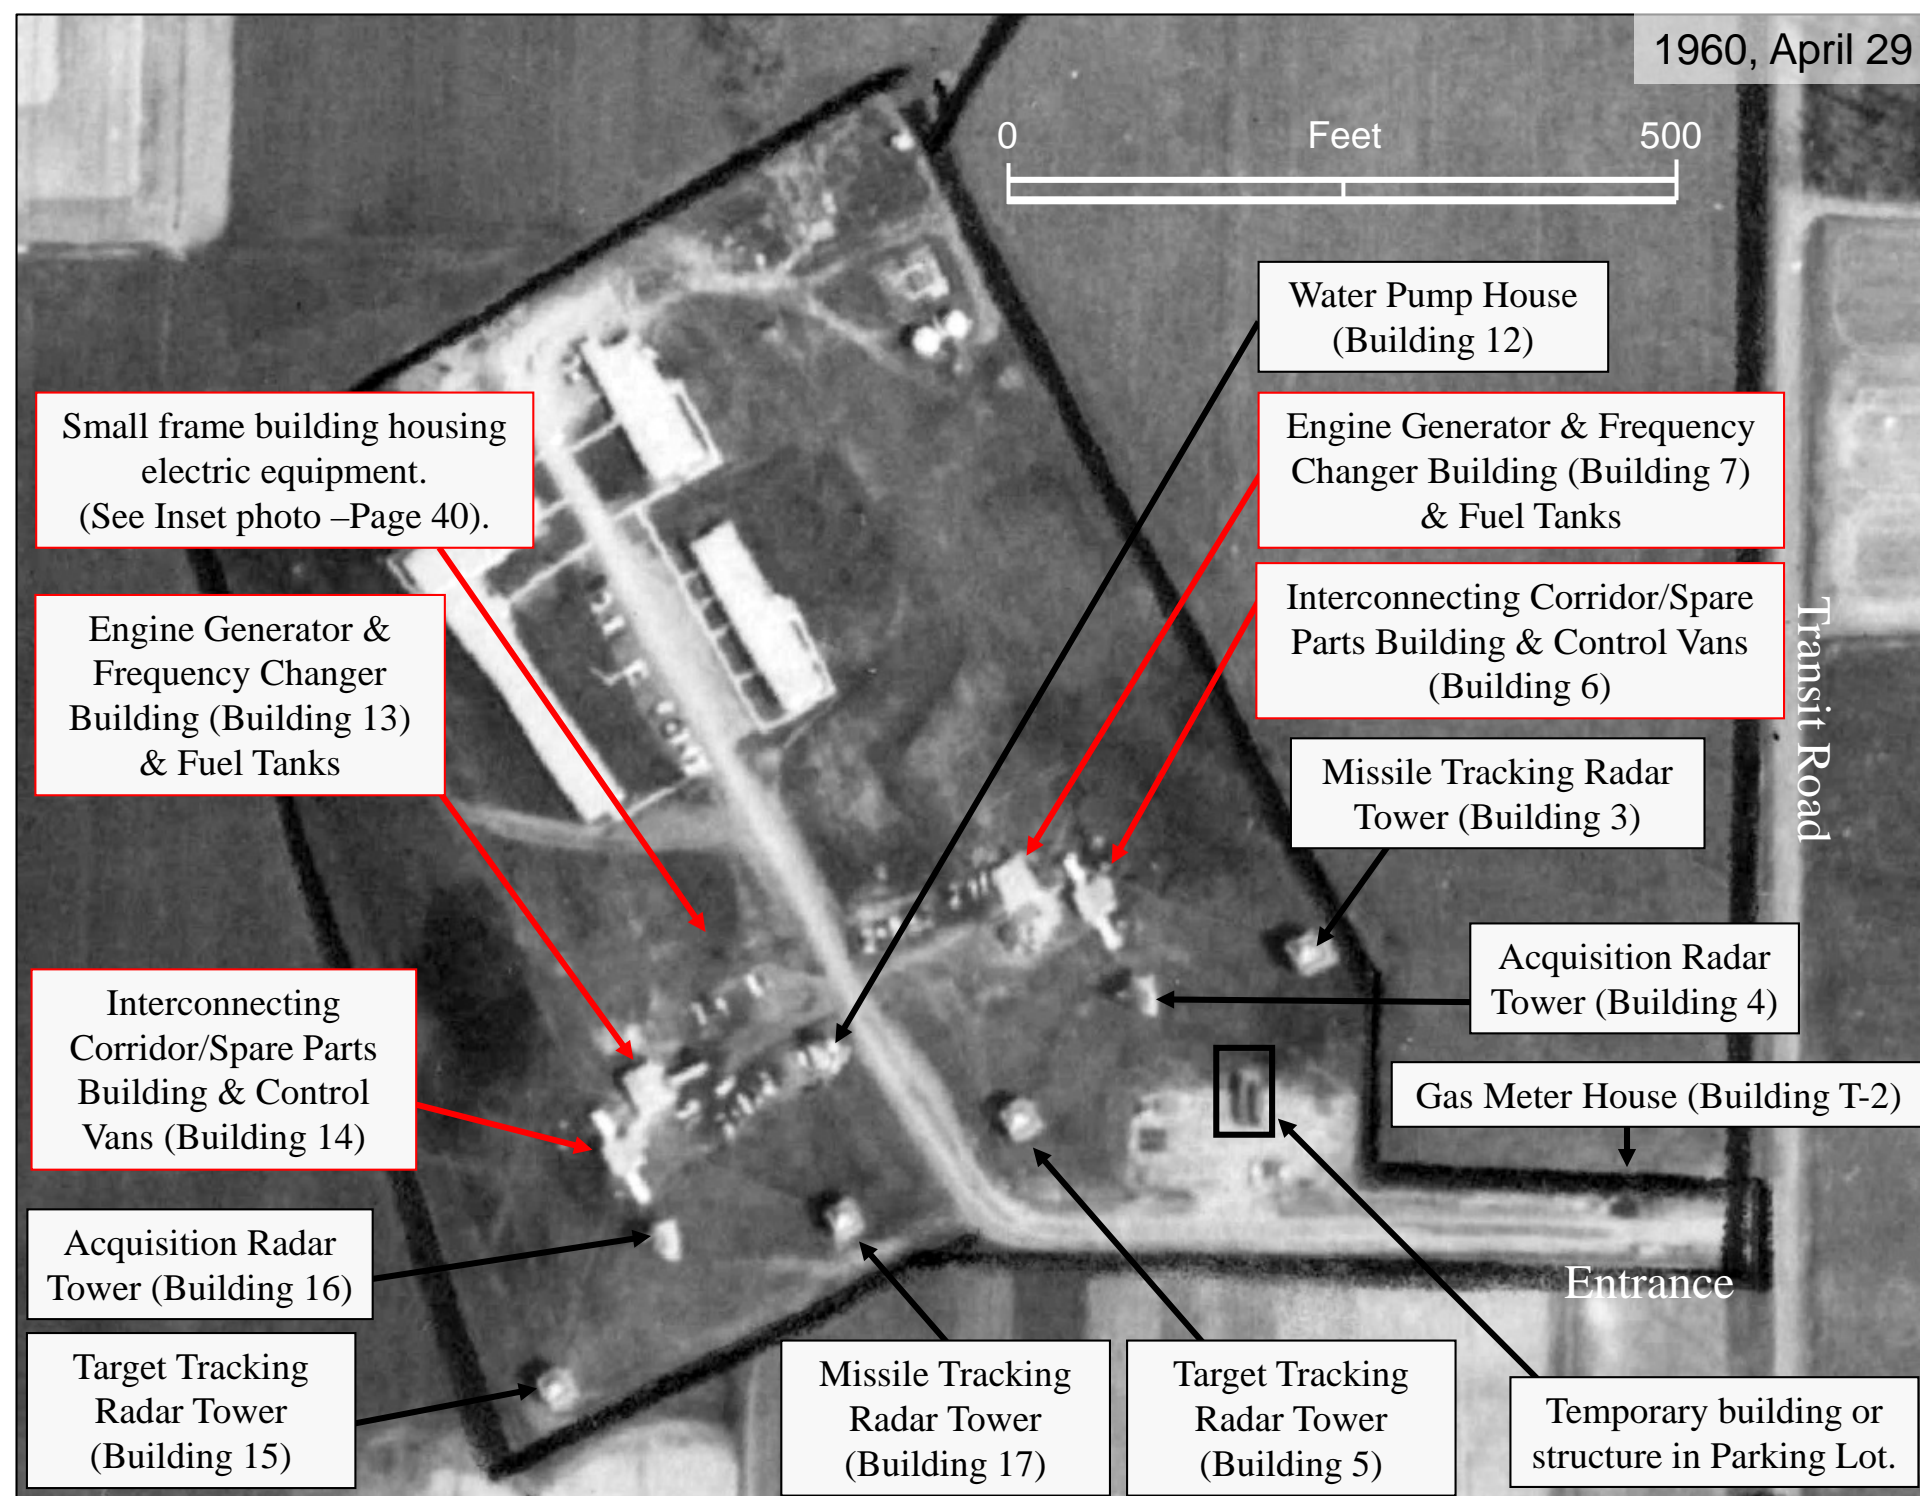 1960, April 29
0 Feet 500
Water Pump House
(Building 12)
Small frame building housing
electric equipment.
(See Inset photo –Page 40).
Engine Generator & Frequency
Changer Building (Building 7)
& Fuel Tanks
Interconnecting Corridor/Spare
Parts Building & Control Vans
(Building 6)
Engine Generator &
Frequency Changer
Building (Building 13)
& Fuel Tanks
Transit Road
Missile Tracking Radar
Tower (Building 3)
Acquisition Radar
Tower (Building 4)
Interconnecting
Corridor/Spare Parts
Building & Control
Vans (Building 14)
Gas Meter House (Building T-2)
Acquisition Radar
Tower (Building 16)
Entrance
Target Tracking
Radar Tower
(Building 15)
Missile Tracking
Radar Tower
(Building 17)
Target Tracking
Radar Tower
(Building 5)
Temporary building or
structure in Parking Lot.